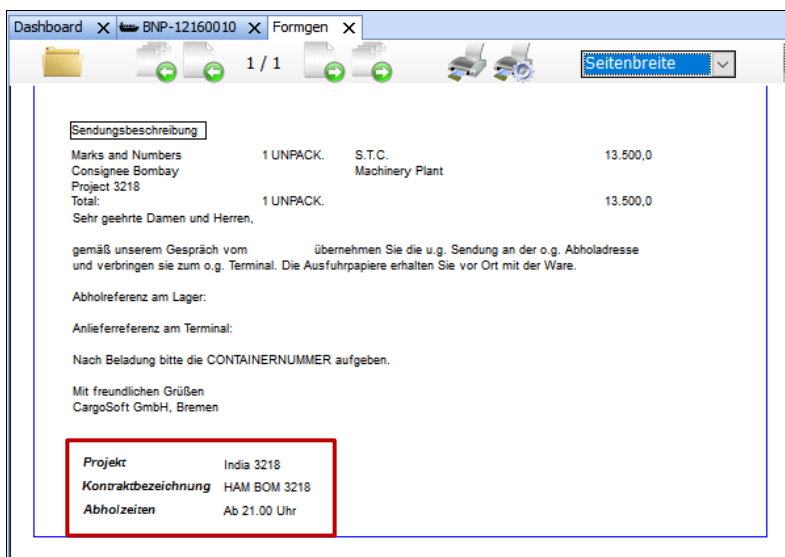 Dashboard BNP-12160010 Formgen
1 / 1 Seitenbreite
Sendungsbeschreibung
Marks and Numbers 1 UNPACK. S.T.C. 13.500,0
Consignee Bombay Machinery Plant
Project 3218
Total: 1 UNPACK. 13.500,0
Sehr geehrte Damen und Herren,
gemäß unserem Gespräch vom übernehmen Sie die u.g. Sendung an der o.g. Abholadresse
und verbringen sie zum o.g. Terminal. Die Ausfuhrpapiere erhalten Sie vor Ort mit der Ware.
Abholreferenz am Lager:
Anlieferreferenz am Terminal:
Nach Beladung bitte die CONTAINERNUMMER aufgeben.
Mit freundlichen Grüßen
CargoSoft GmbH, Bremen
Projekt India 3218
Kontraktbezeichnung HAM BOM 3218
Abholzeiten Ab 21.00 Uhr